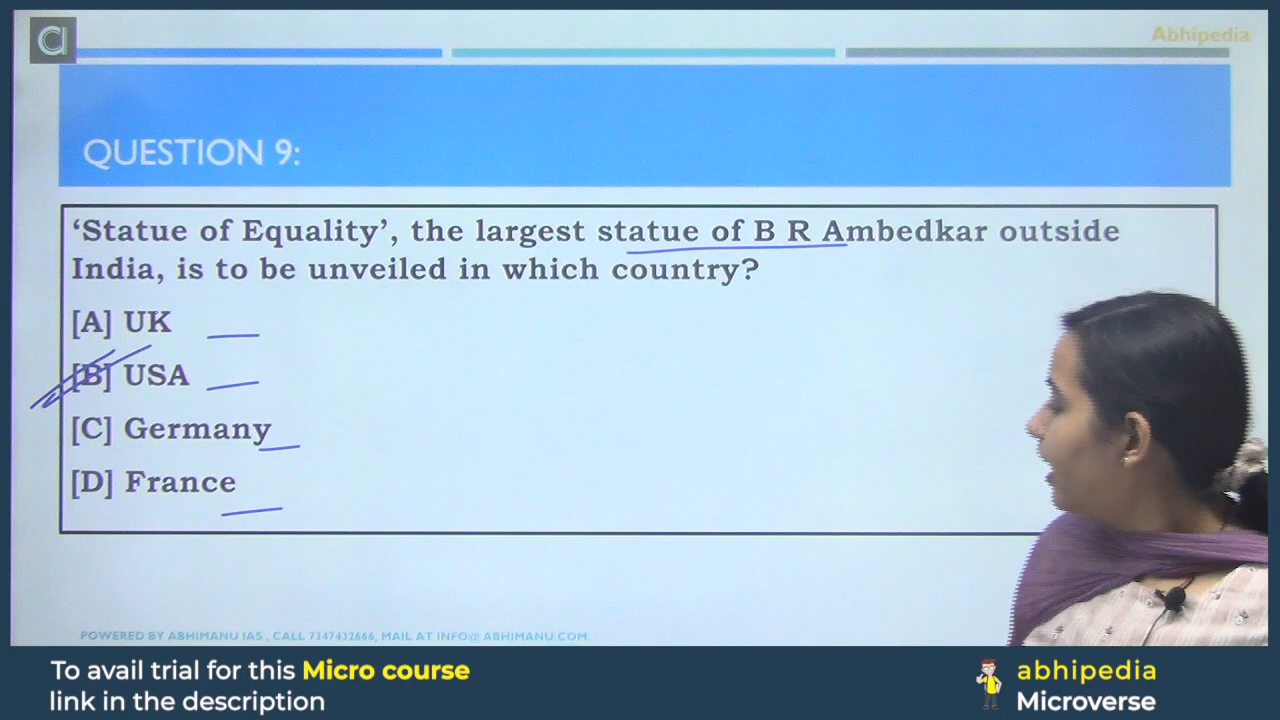 Abhipedia
QUESTION 9:
‘Statue of Equality’, the largest statue of B R Ambedkar outside
India, is to be unveiled in which country?
[A] UK
[B] USA
[C] Germany
[D] France
POWERED BY ABHIMANU IAS , CALL 7347432666, MAIL AT INFO@ ABHIMANU.COM.
To avail trial for this Micro course
link in the description
abhipedia
Microverse